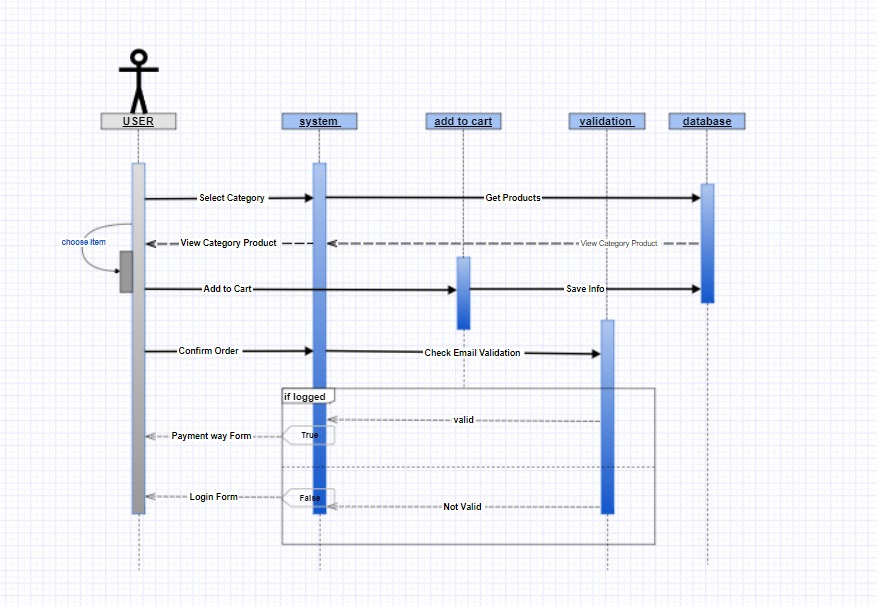 USER
system
add to cart
validation
database
Select Category
Get Products
choose item
View Category Product
View Category Product
Add to Cart
Save Info
Confirm Order
Check Email Validation
if logged
valid
True
Payment way Form
False
Login Form
Not Valid